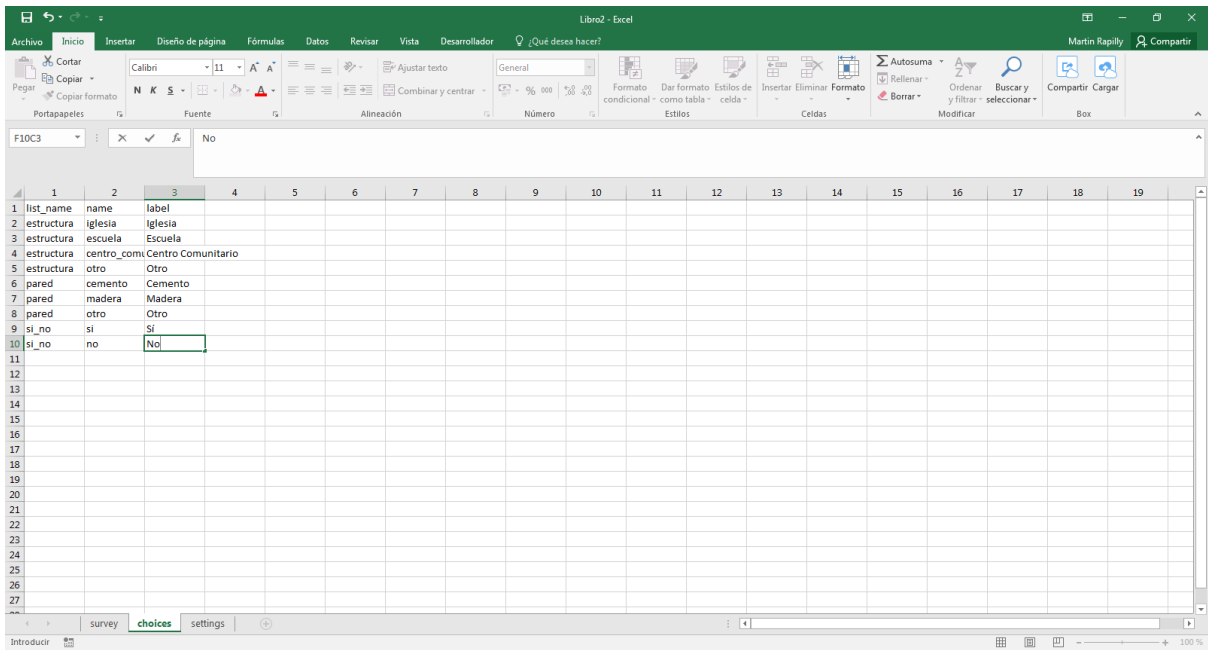 Libro2 - Excel
Archivo Inicio Insertar Diseño de página Fórmulas Datos Revisar Vista Desarrollador ¿Qué desea hacer? Martin Rapilly Compartir
Pegar Cortar Copiar Copiar formato
Portapapeles
Calibri 11 A A
N K S A
Fuente
Ajustar texto
Combinar y centrar
Alineación
General
% 000
Número
Formato condicional Dar formato como tabla Estilos de celda
Estilos
Insertar Eliminar Formato
Celdas
Autosuma Rellenar Borrar
Ordenar y filtrar Buscar y seleccionar
Modificar
Compartir Cargar
Box
F10C3 fx No
1 2 3 4 5 6 7 8 9 10 11 12 13 14 15 16 17 18 19
1 list_name name label
2 estructura iglesia Iglesia
3 estructura escuela Escuela
4 estructura centro_comu Centro Comunitario
5 estructura otro Otro
6 pared cemento Cemento
7 pared madera Madera
8 pared otro Otro
9 si_no si Sí
10 si_no no No
11
12
13
14
15
16
17
18
19
20
21
22
23
24
25
26
27
survey choices settings
Introducir 100 %